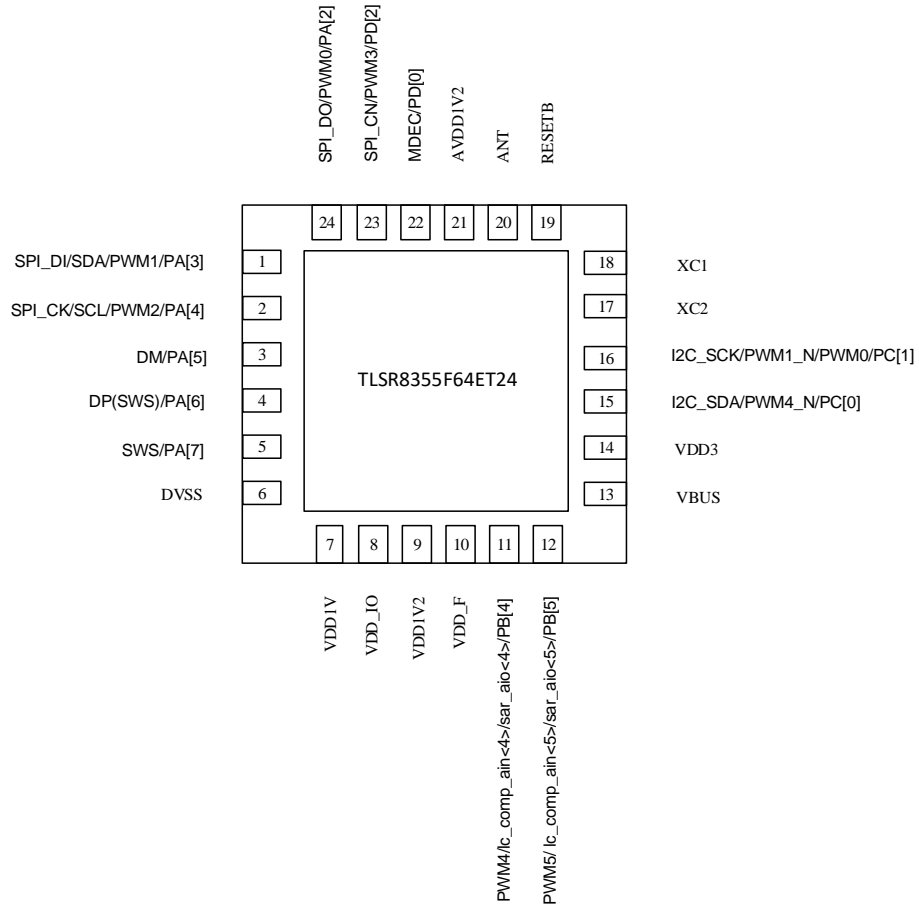 SPI_DO/PWM0/PA[2]
SPI_CN/PWM3/PD[2]
MDEC/PD[0]
AVDD1V2
ANT
RESETB
24
23
22
21
20
19
SPI_DI/SDA/PWM1/PA[3]
1
SPI_CK/SCL/PWM2/PA[4]
2
DM/PA[5]
3
DP(SWS)/PA[6]
4
SWS/PA[7]
5
DVSS
6
TLSR8355F64ET24
18
XC1
17
XC2
16
I2C_SCK/PWM1_N/PWM0/PC[1]
15
I2C_SDA/PWM4_N/PC[0]
14
VDD3
13
VBUS
7
8
9
10
11
12
VDD1V
VDD_IO
VDD1V2
VDD_F
PWM4/lc_comp_ain<4>/sar_aio<4>/PB[4]
PWM5/ lc_comp_ain<5>/sar_aio<5>/PB[5]